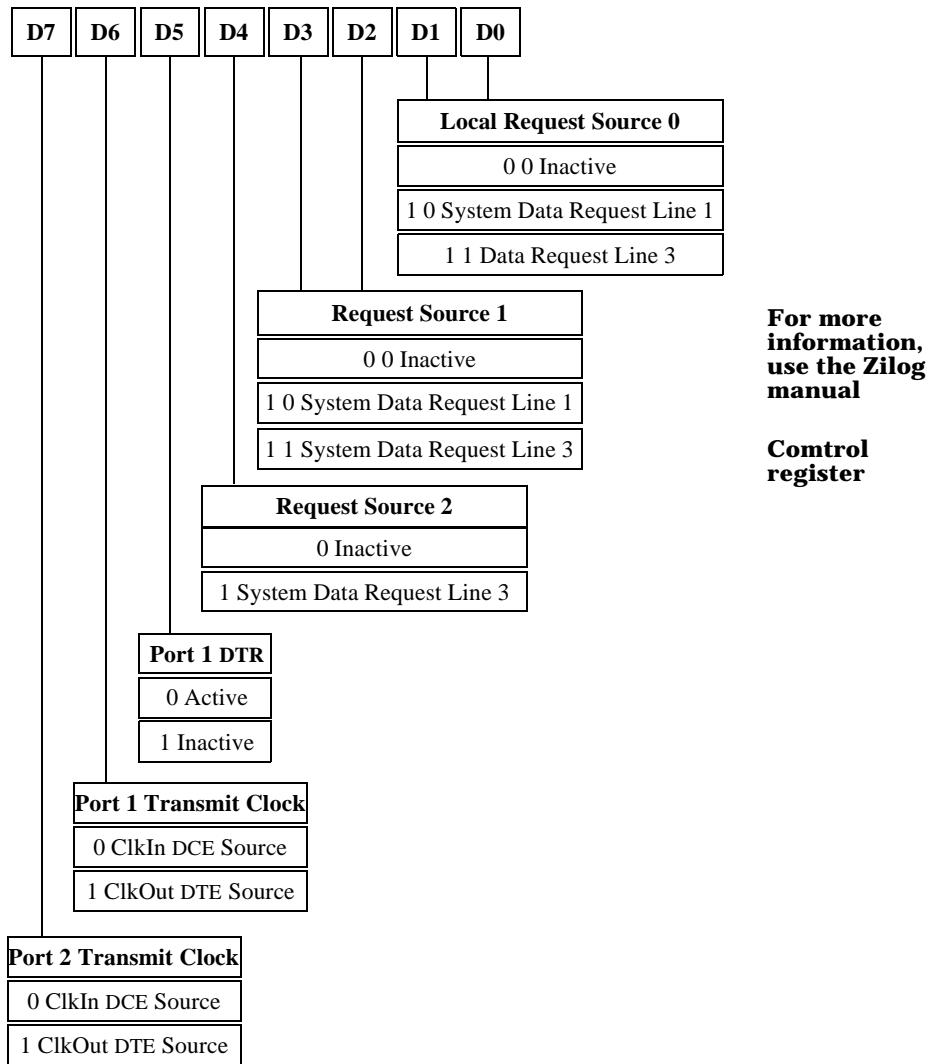 D7 D6 D5 D4 D3 D2 D1 D0
Local Request Source 0
0 0 Inactive
1 0 System Data Request Line 1
1 1 Data Request Line 3
Request Source 1
0 0 Inactive
1 0 System Data Request Line 1
1 1 System Data Request Line 3
Request Source 2
0 Inactive
1 System Data Request Line 3
Port 1 DTR
0 Active
1 Inactive
Port 1 Transmit Clock
0 ClkIn DCE Source
1 ClkOut DTE Source
Port 2 Transmit Clock
0 ClkIn DCE Source
1 ClkOut DTE Source
For more
information,
use the Zilog
manual
Comtrol
register